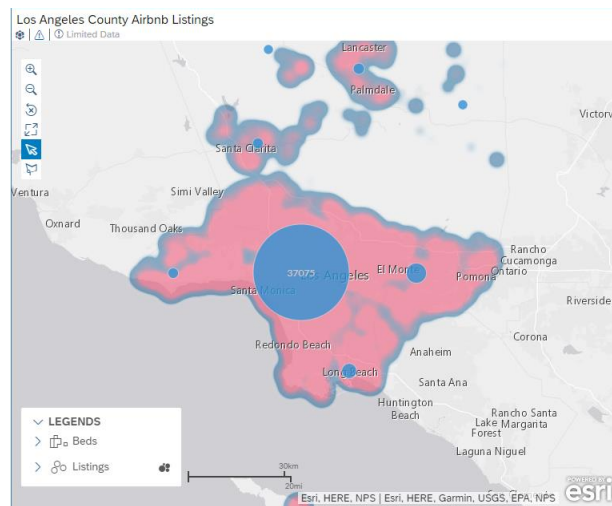 Los Angeles County Airbnb Listings
Limited Data
Lancaster
Palmdale
Victorv
Santa Clarita
Ventura
Simi Valley
Oxnard
Thousand Oaks
Rancho
Cucamonga
Ontario
37075
Los Angeles
El Monte
Pomona
Santa Monica
Riverside
Redondo Beach
Corona
Anaheim
Long Beach
Santa Ana
Huntington
Beach
Rancho Santa
Margarita
Lake
Forest
Laguna Niguel
LEGENDS
Beds
Listings
30km
20mi
Esri, HERE, NPS | Esri, HERE, Garmin, USGS, EPA, NPS
POWERED BY
esri